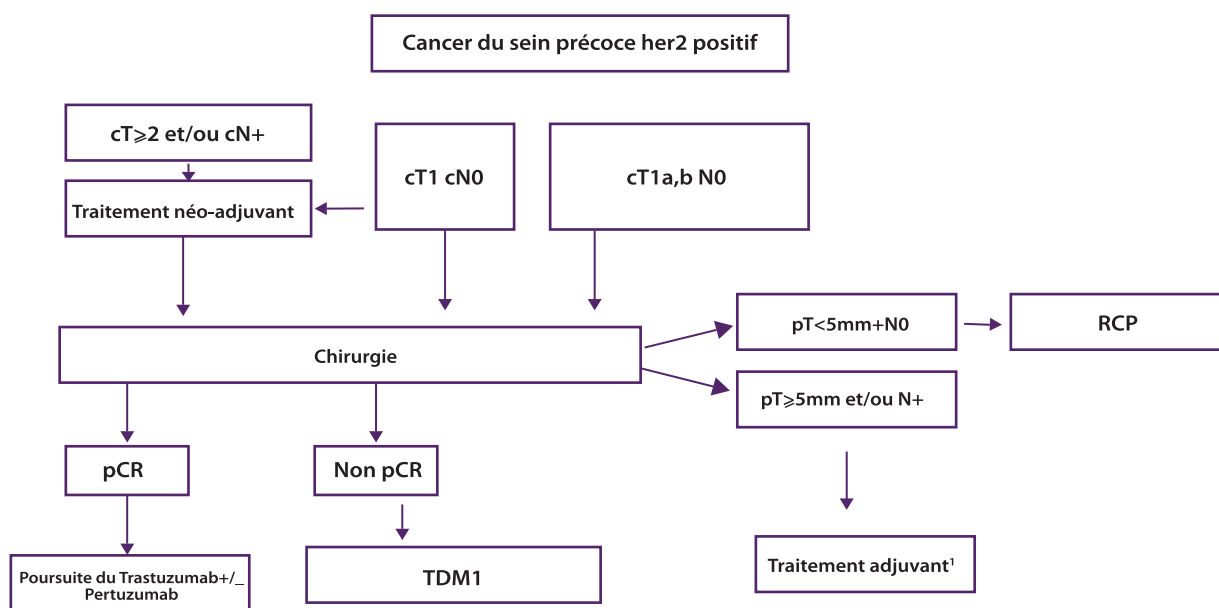 Cancer du sein précoce her2 positif
cT⩾2 et/ou cN+
Traitement néo-adjuvant
cT1 cN0
cT1a,b N0
Chirurgie
pT<5mm+N0
RCP
pT⩾5mm et/ou N+
pCR
Non pCR
Poursuite du Trastuzumab+/_
Pertuzumab
TDM1
Traitement adjuvant¹